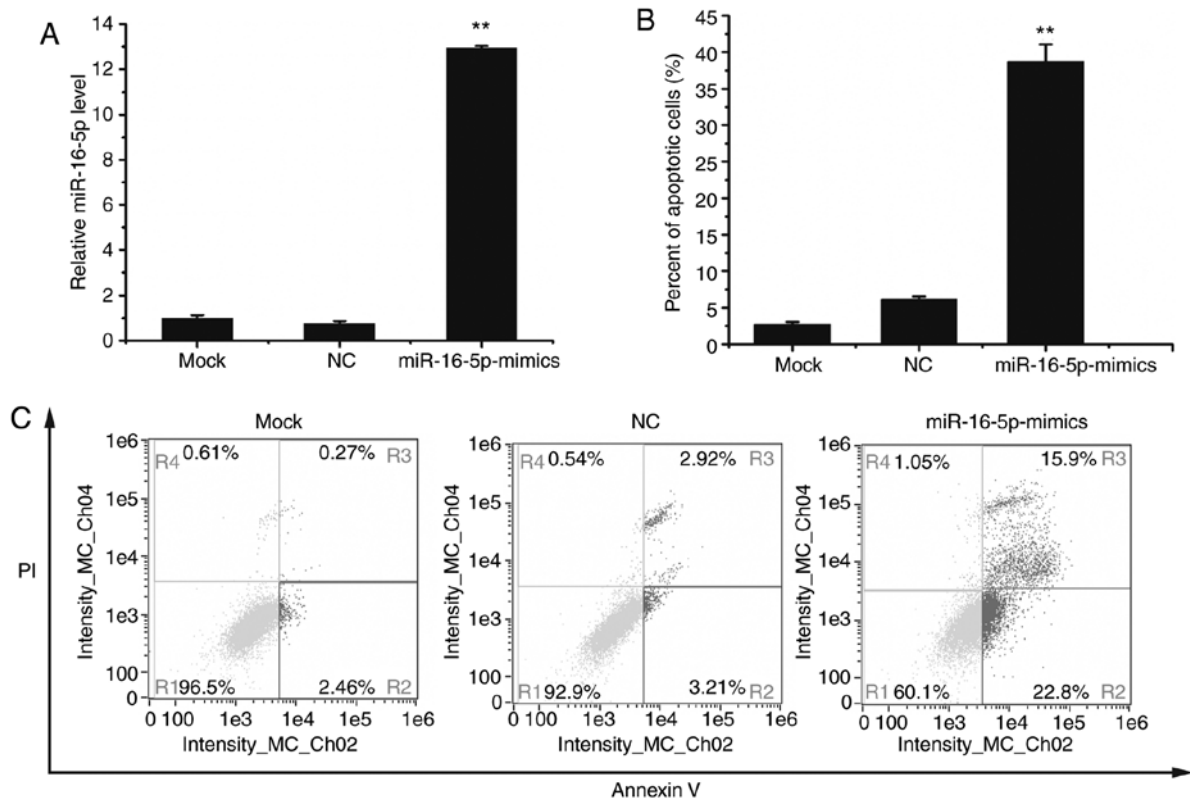 A
Relative miR-16-5p level
14
12
10
8
6
4
2
0
**
Mock NC miR-16-5p-mimics
B
Percent of apoptotic cells (%)
45
40
35
30
25
20
15
10
5
0
**
Mock NC miR-16-5p-mimics
C
PI
Mock
Intensity_MC_Ch04
1e6
1e5
1e4
1e3
100
0
R4 0.61% 0.27% R3
R196.5% 2.46% R2
0 100 1e3 1e4 1e5 1e6
Intensity_MC_Ch02
NC
Intensity_MC_Ch04
1e6
1e5
1e4
1e3
100
0
R4 0.54% 2.92% R3
R1 92.9% 3.21% R2
0 100 1e3 1e4 1e5 1e6
Intensity_MC_Ch02
miR-16-5p-mimics
Intensity_MC_Ch04
1e6
1e5
1e4
1e3
100
0
R4 1.05% 15.9% R3
R1 60.1% 22.8% R2
0 100 1e3 1e4 1e5 1e6
Intensity_MC_Ch02
Annexin V